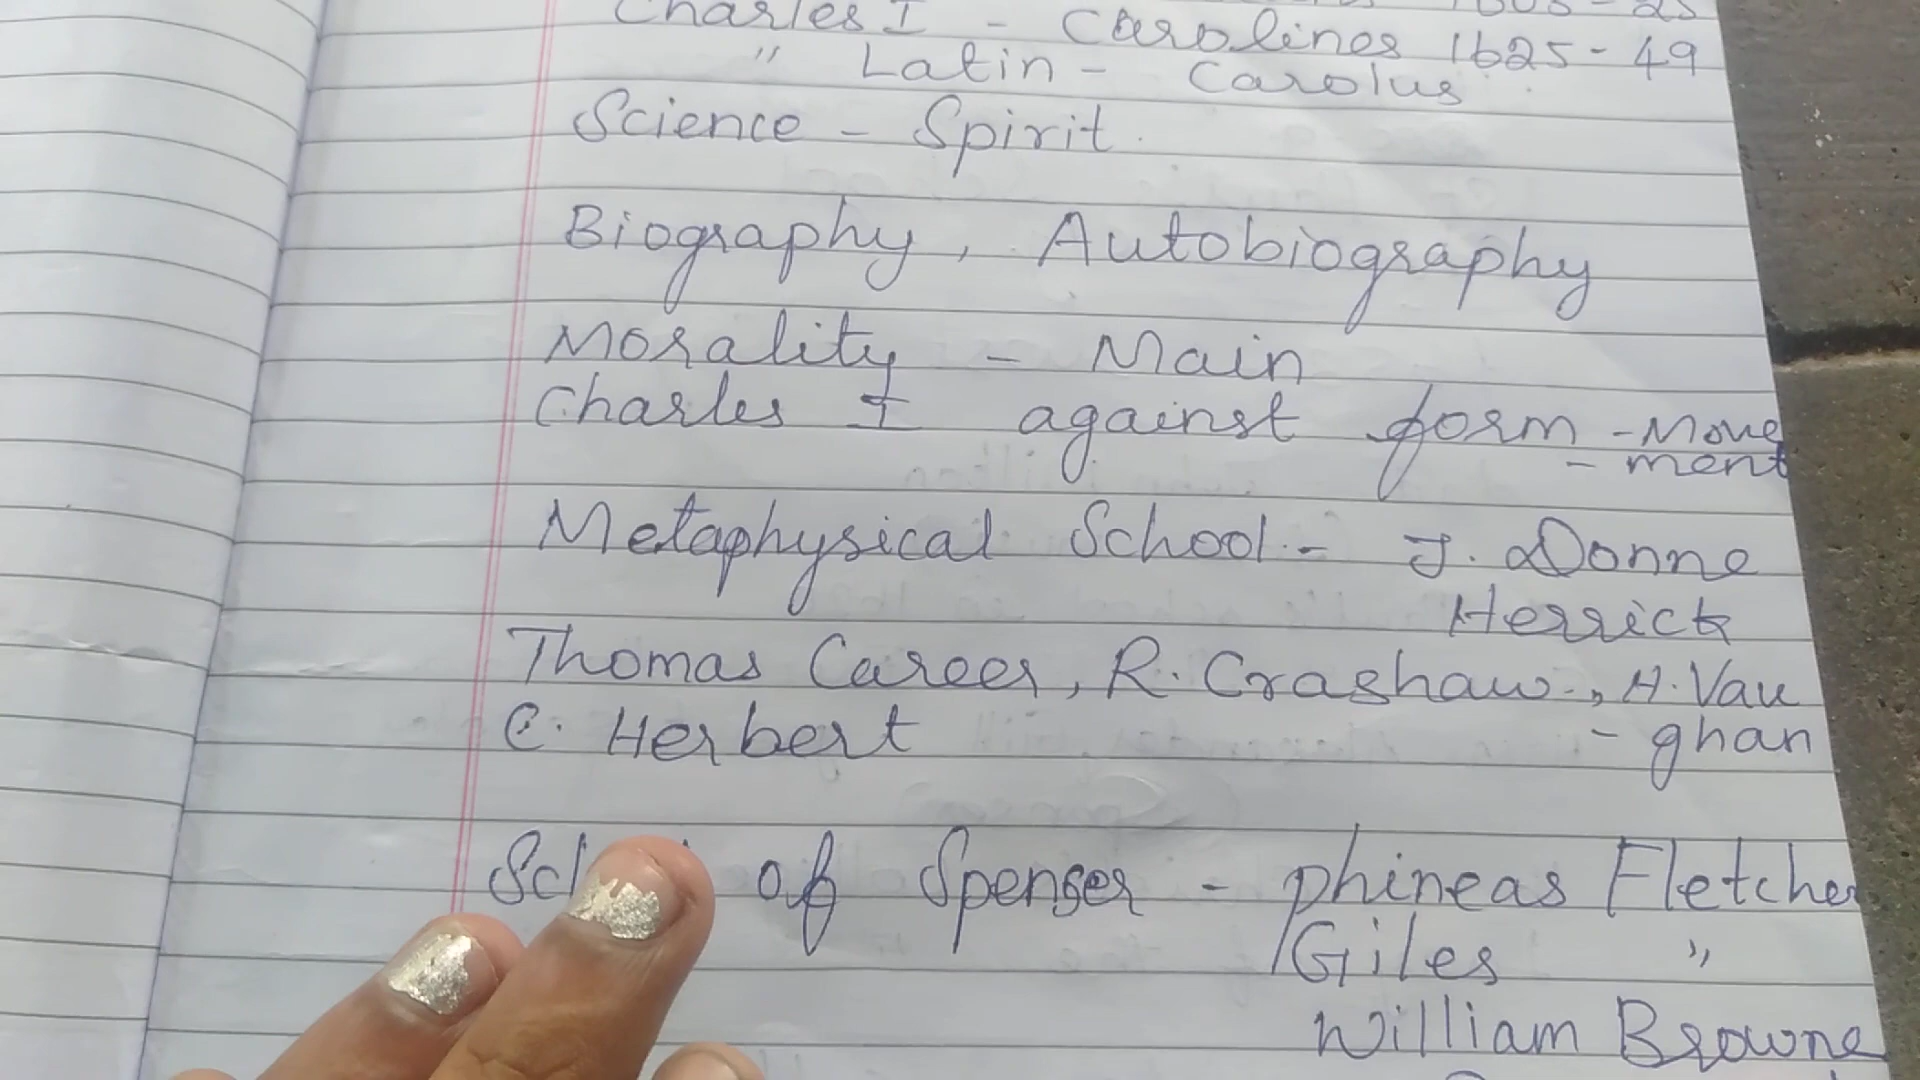 Charles I - Carolines 1625-49
" Latin - Carolus
Science - Spirit
Biography, Autobiography
Morality - Main
Charles I against form - Move
- ment
Metaphysical School - J. Donne
Herrick
Thomas Career, R. Crashaw, H. Vau
C. Herbert - ghan
of Spenser - phineas Fletcher
Giles "
William Browne